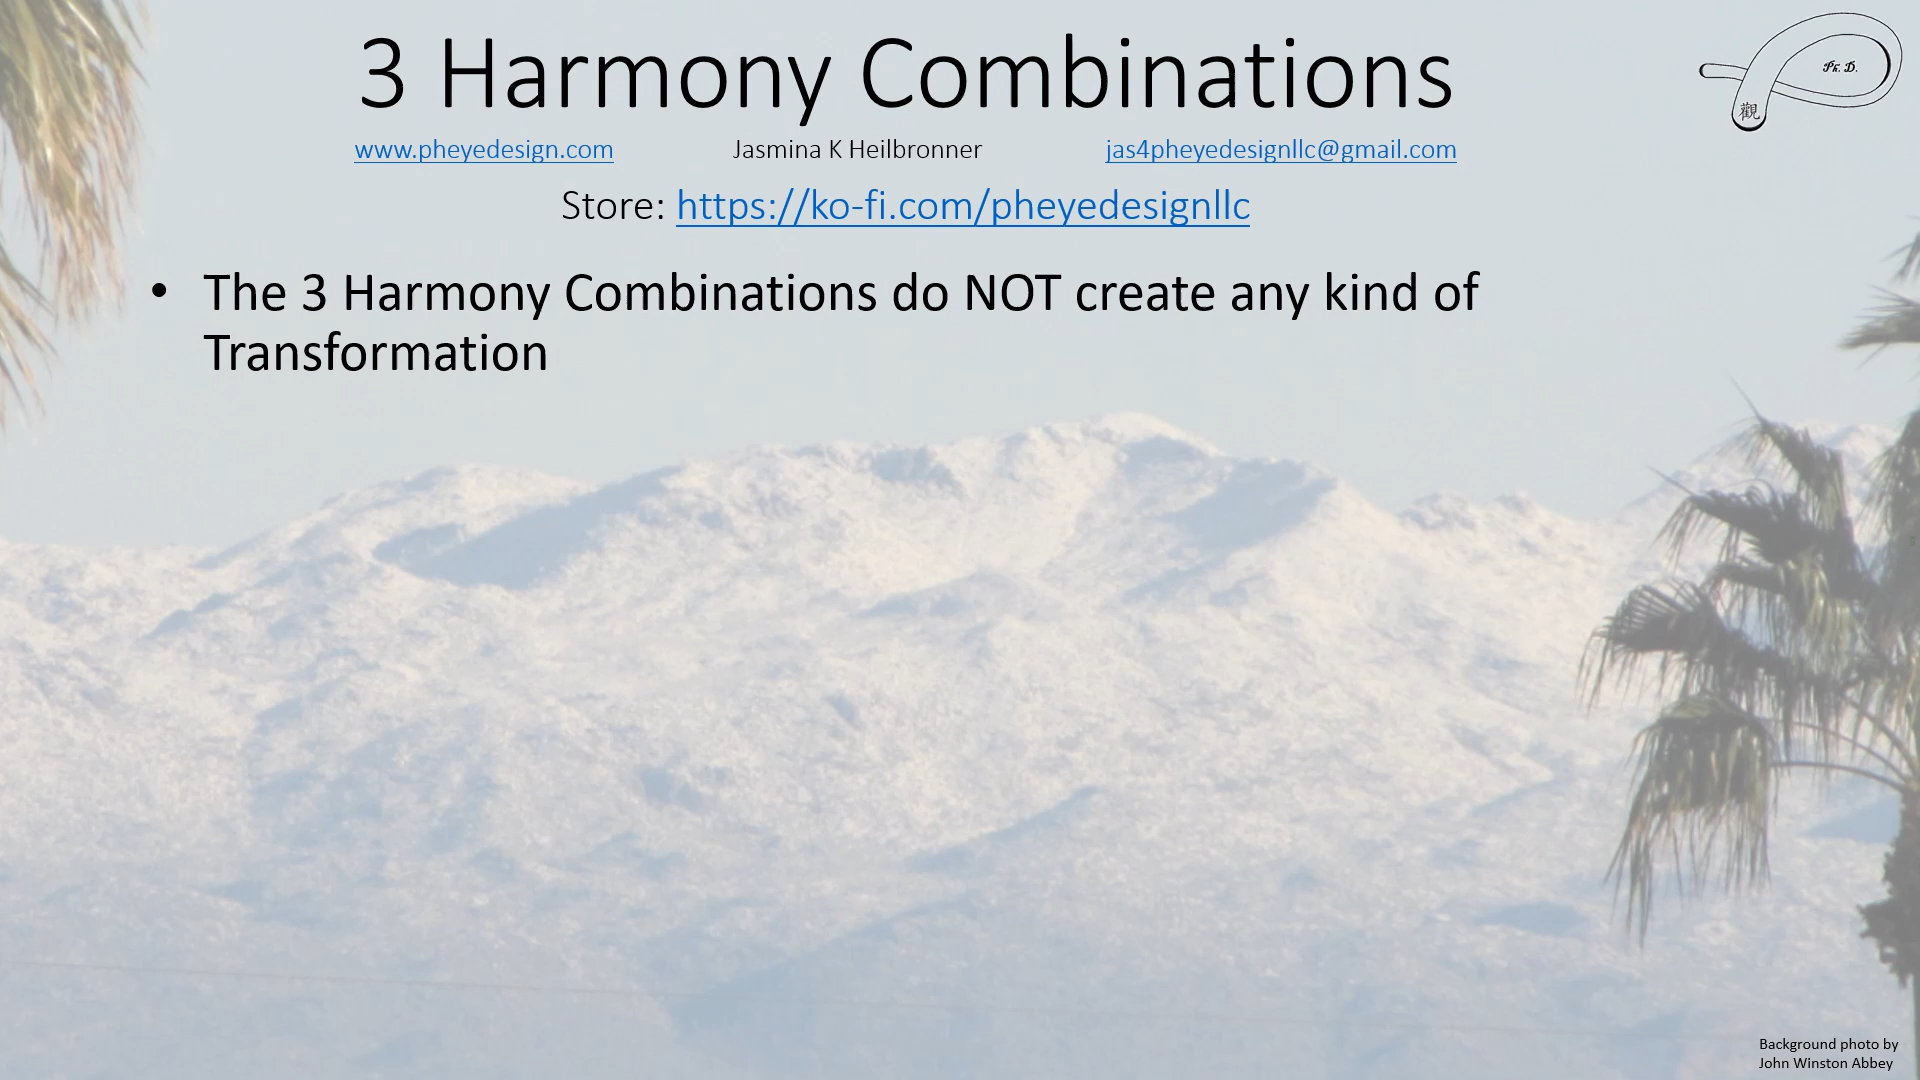 3 Harmony Combinations
Ph. D.
觀
www.pheyedesign.com Jasmina K Heilbronner jas4pheyedesignllc@gmail.com
Store: https://ko-fi.com/pheyedesignllc
• The 3 Harmony Combinations do NOT create any kind of
Transformation
Background photo by
John Winston Abbey